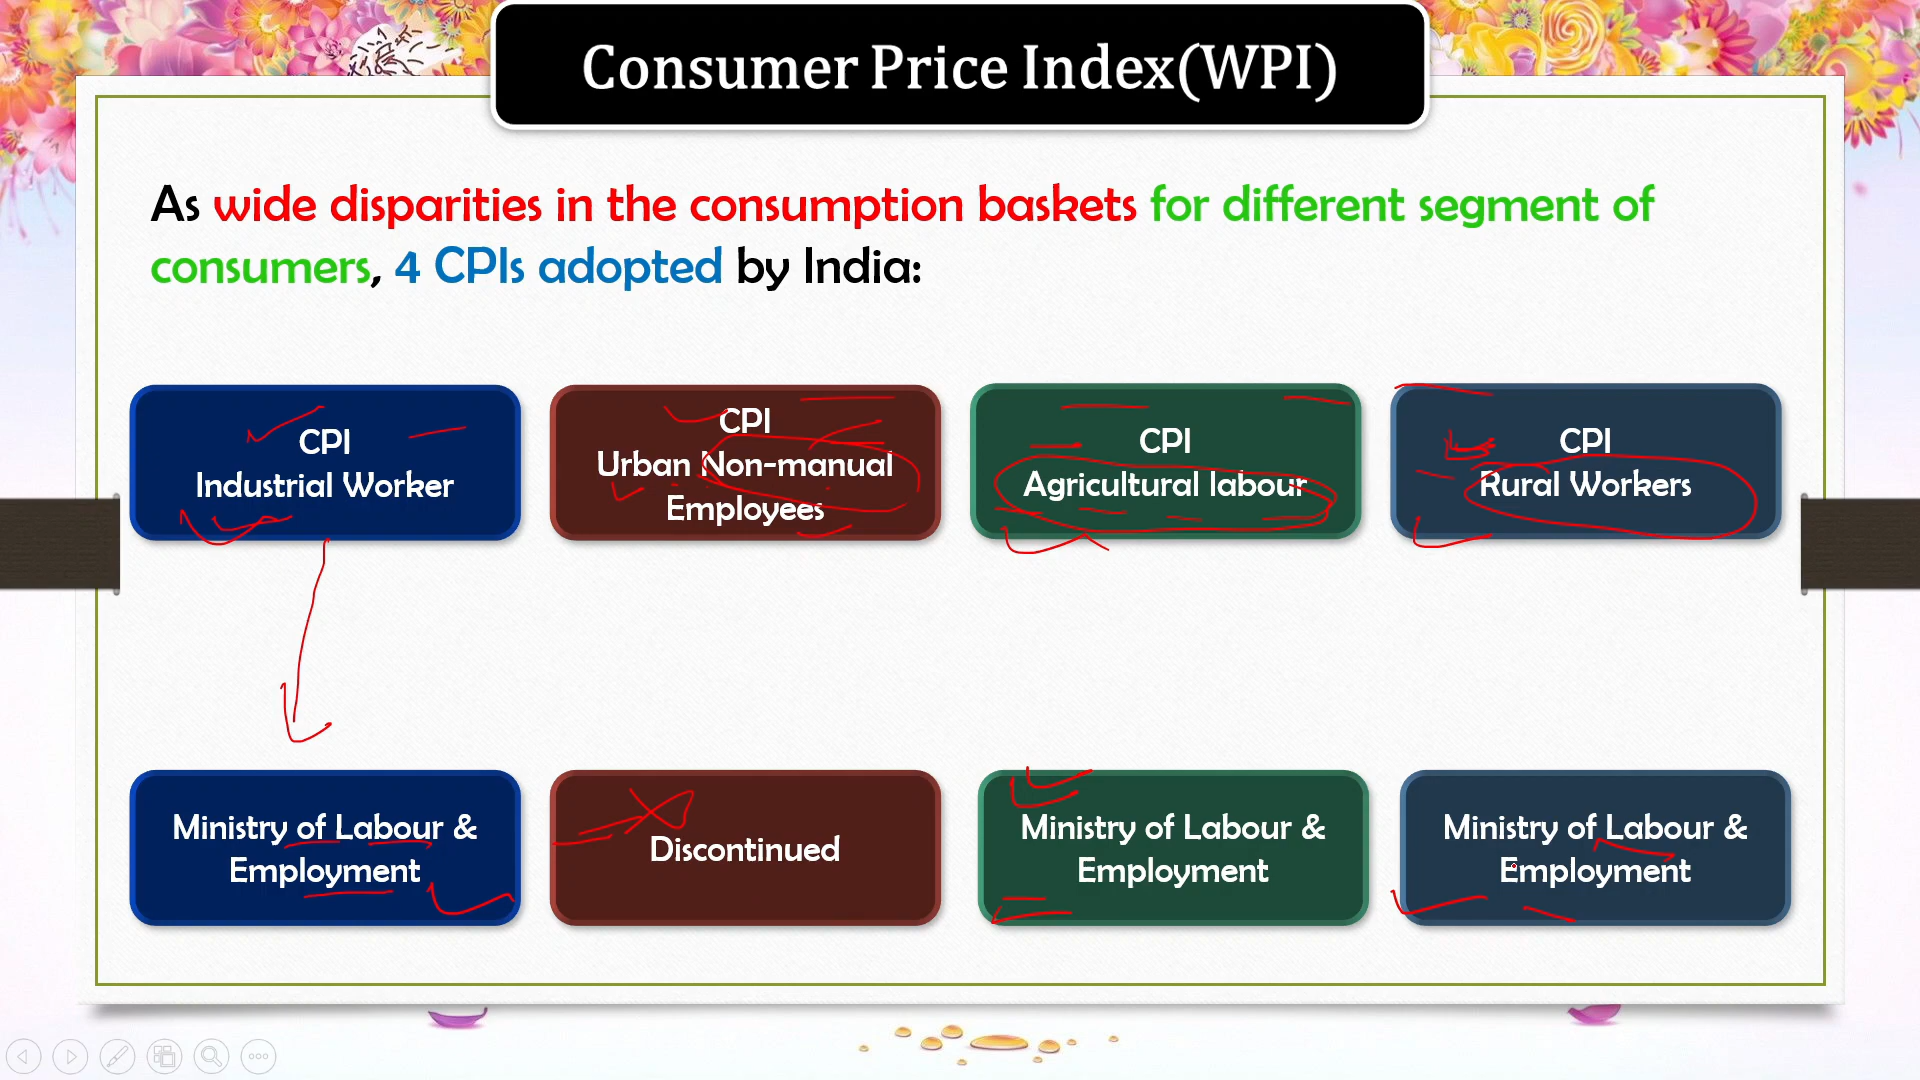 Consumer Price Index(WPI)
As wide disparities in the consumption baskets for different segment of
consumers, 4 CPIs adopted by India:
CPI
Industrial Worker
CPI
Urban Non-manual
Employees
CPI
Agricultural labour
CPI
Rural Workers
Ministry of Labour &
Employment
Discontinued
Ministry of Labour &
Employment
Ministry of Labour &
Employment